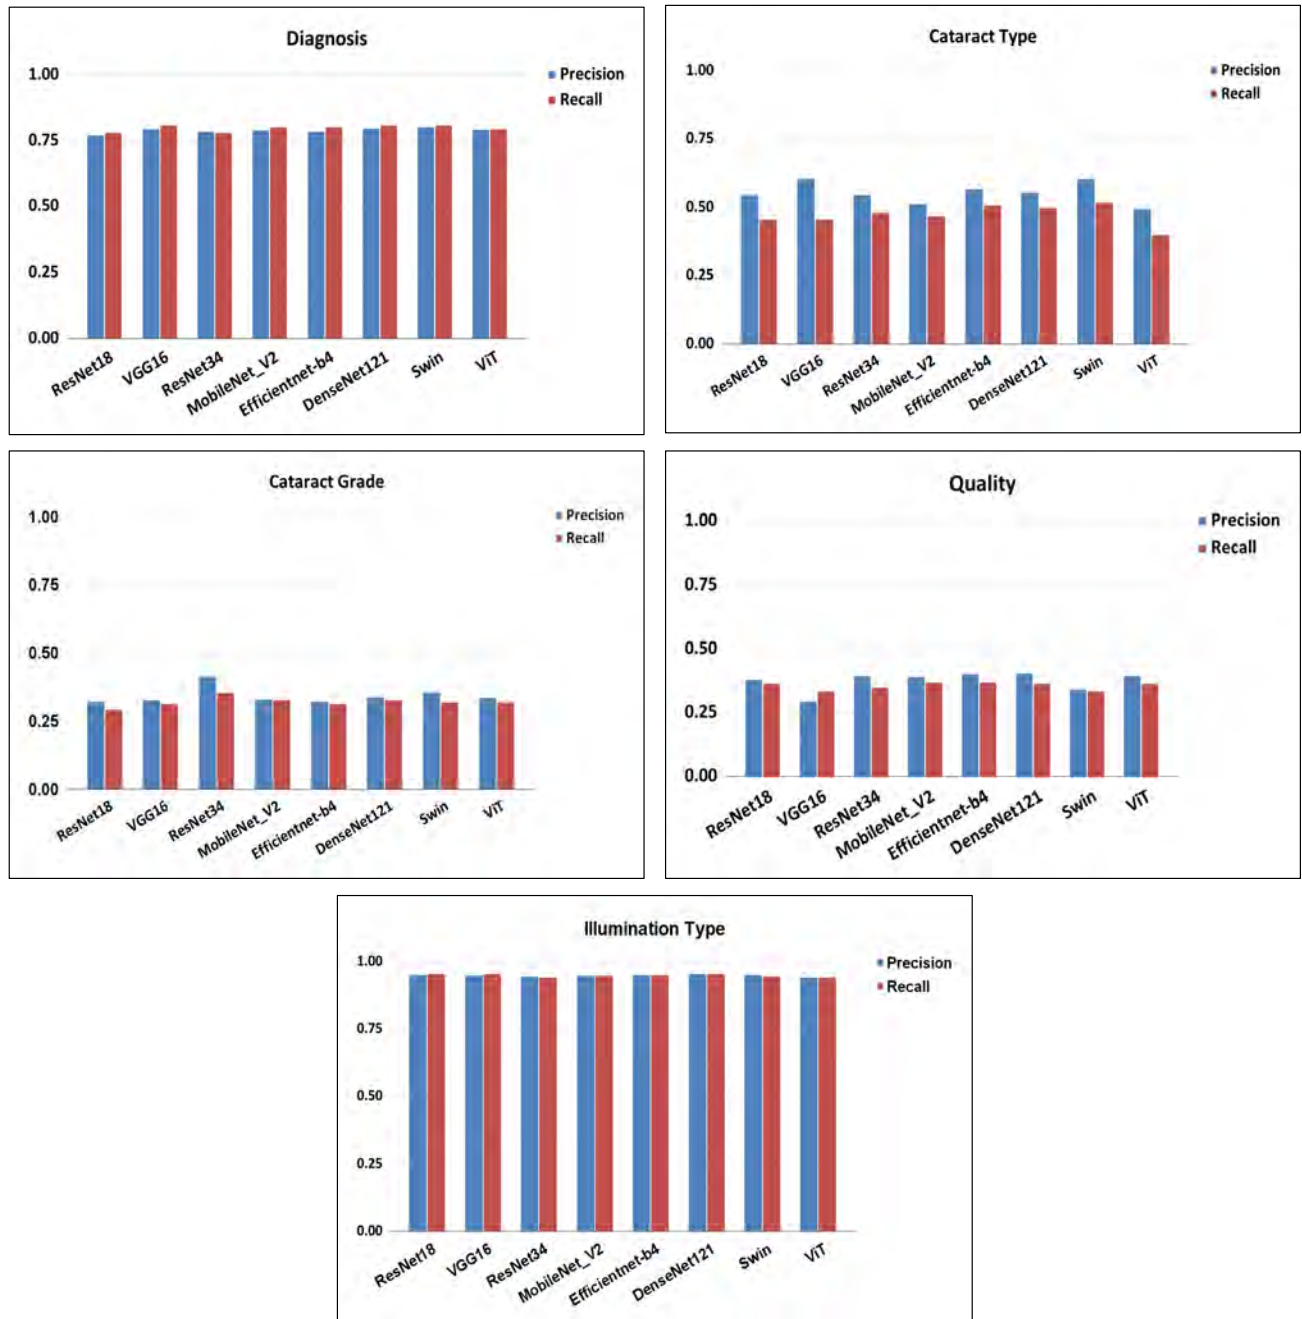 Diagnosis
1.00
0.75
0.50
0.25
0.00
Precision
Recall
ResNet18
VGG16
ResNet34
MobileNet_V2
Efficientnet-b4
DenseNet121
Swin
ViT
Cataract Type
1.00
0.75
0.50
0.25
0.00
Precision
Recall
ResNet18
VGG16
ResNet34
MobileNet_V2
Efficientnet-b4
DenseNet121
Swin
ViT
Cataract Grade
1.00
0.75
0.50
0.25
0.00
Precision
Recall
ResNet18
VGG16
ResNet34
MobileNet_V2
Efficientnet-b4
DenseNet121
Swin
ViT
Quality
1.00
0.75
0.50
0.25
0.00
Precision
Recall
ResNet18
VGG16
ResNet34
MobileNet_V2
Efficientnet-b4
DenseNet121
Swin
ViT
Illumination Type
1.00
0.75
0.50
0.25
0.00
Precision
Recall
ResNet18
VGG16
ResNet34
MobileNet_V2
Efficientnet-b4
DenseNet121
Swin
ViT